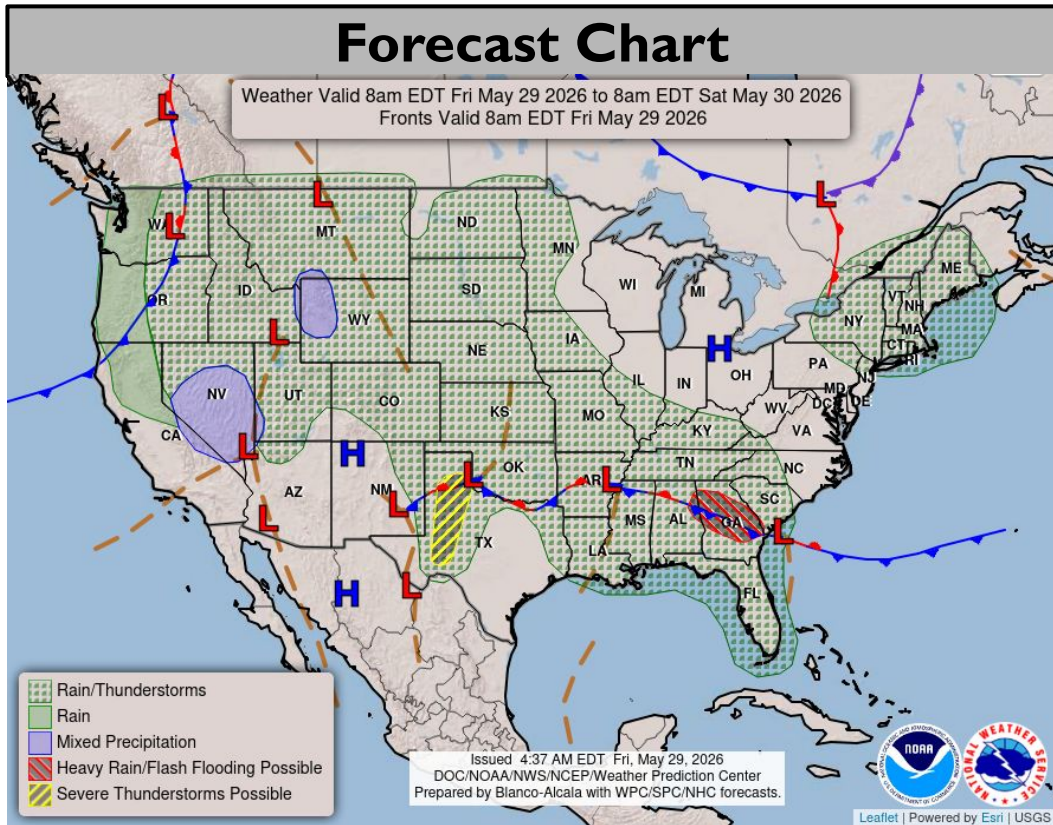 Forecast Chart
Weather Valid 8am EDT Fri May 29 2026 to 8am EDT Sat May 30 2026
Fronts Valid 8am EDT Fri May 29 2026
L
L
L
L
WA
MT
ND
MN
ME
OR
ID
SD
WI
MI
VT
NH
WY
NY
MA
L
IA
H
CT
RI
NE
PA
NV
UT
CO
IL
IN
OH
NJ
MD
DE
DC
WV
CA
KS
MO
KY
VA
L
H
TN
NC
AZ
NM
L
OK
AR
L
SC
L
L
TX
MS
AL
GA
L
LA
H
L
FL
Rain/Thunderstorms
Rain
Mixed Precipitation
Heavy Rain/Flash Flooding Possible
Severe Thunderstorms Possible
Issued 4:37 AM EDT Fri, May 29, 2026
DOC/NOAA/NWS/NCEP/Weather Prediction Center
Prepared by Blanco-Alcala with WPC/SPC/NHC forecasts.
NOAA
NATIONAL WEATHER SERVICE
Leaflet | Powered by Esri | USGS